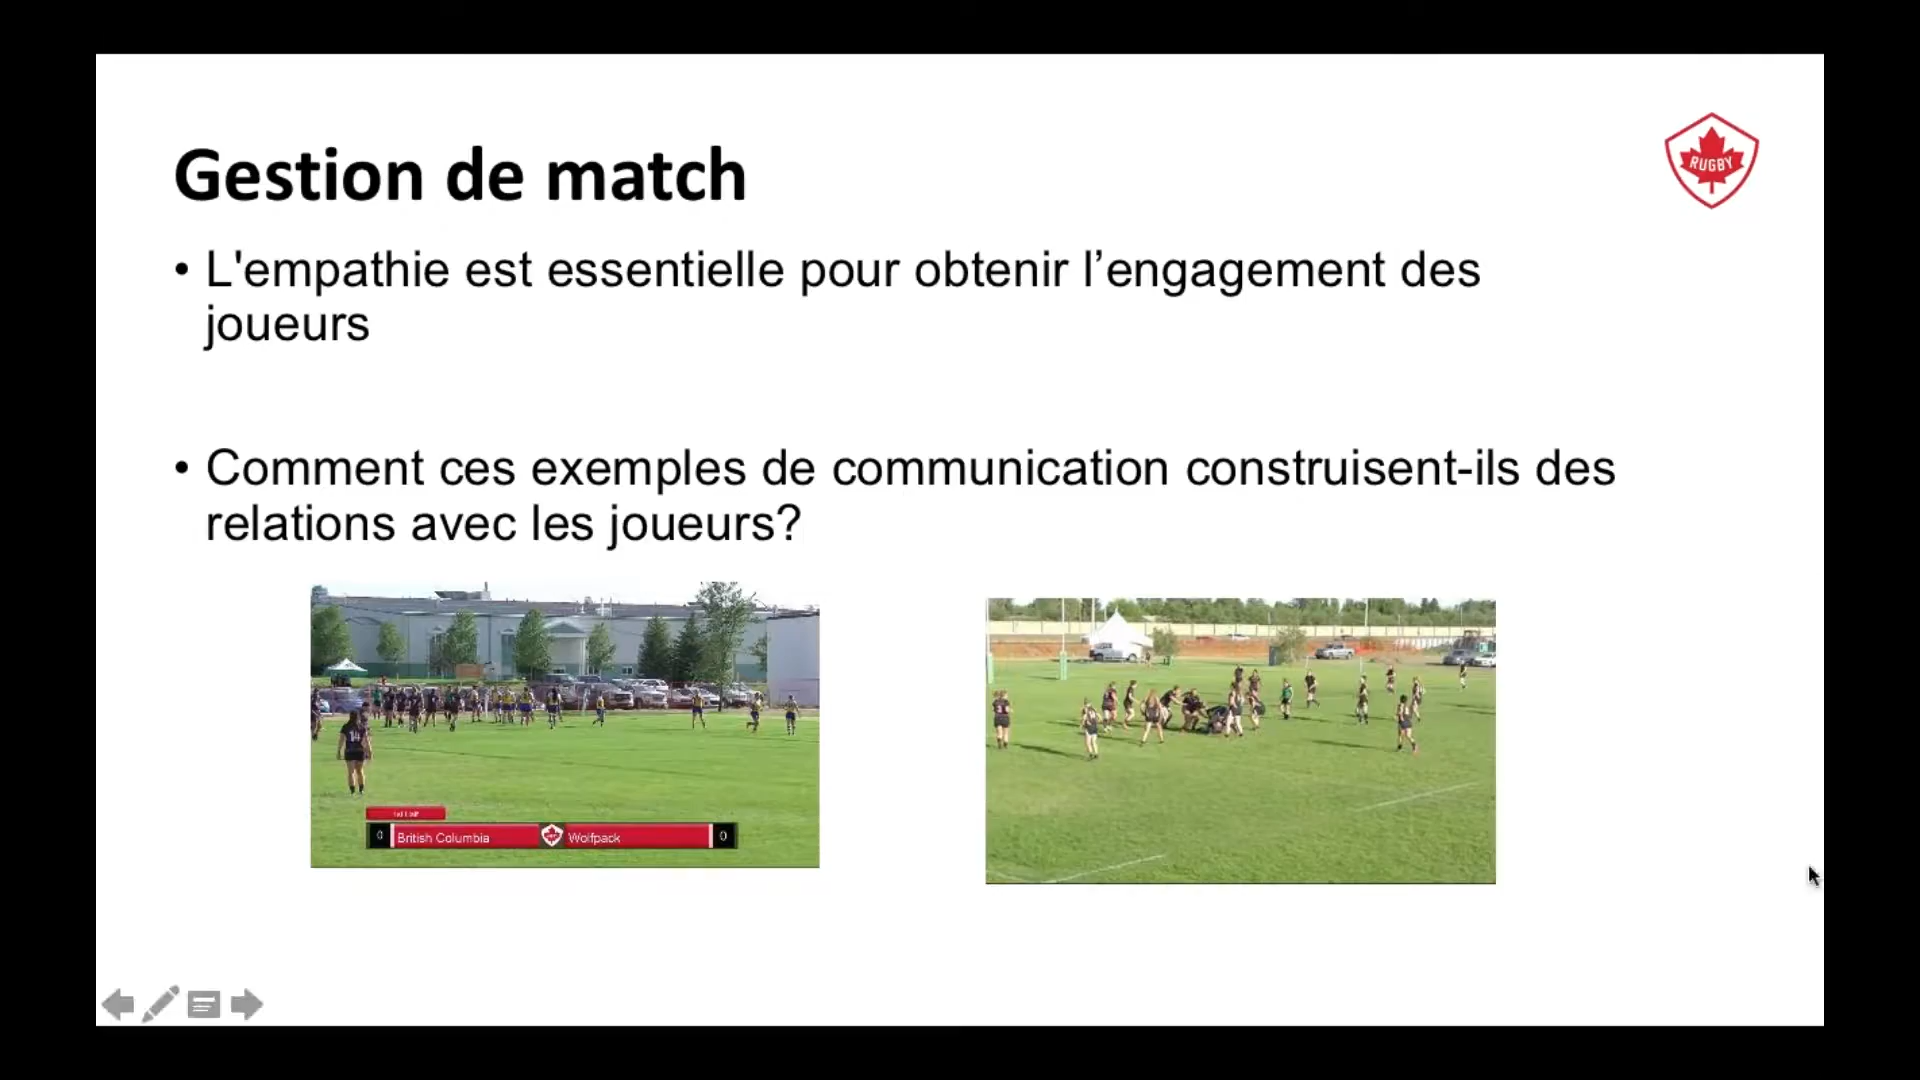 Gestion de match
RUGBY
• L'empathie est essentielle pour obtenir l’engagement des
joueurs
• Comment ces exemples de communication construisent-ils des
relations avec les joueurs?
14
0 British Columbia Wolfpack 0